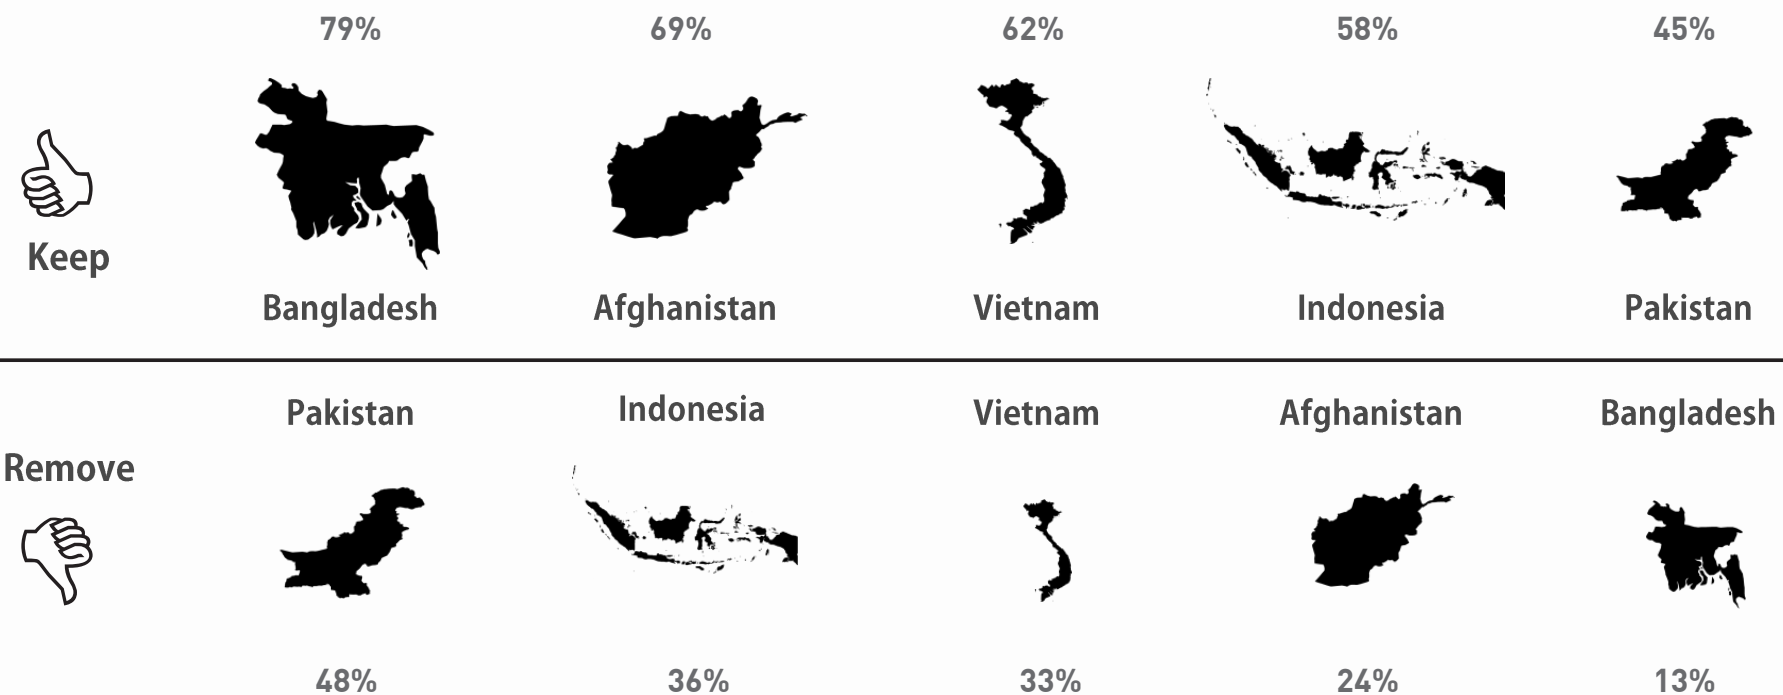 79% 69% 62% 58% 45%
Keep
Bangladesh Afghanistan Vietnam Indonesia Pakistan
Pakistan Indonesia Vietnam Afghanistan Bangladesh
Remove
48% 36% 33% 24% 13%